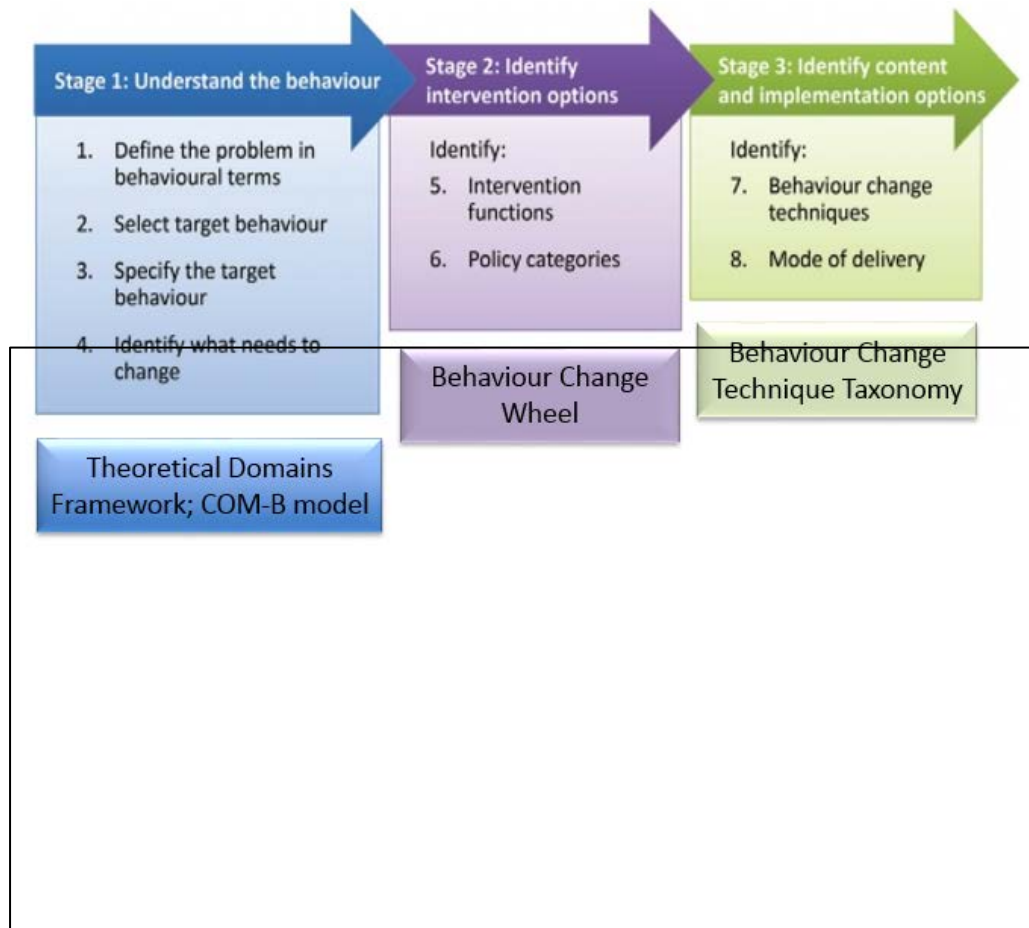 Stage 1: Understand the behaviour
1. Define the problem in
behavioural terms
2. Select target behaviour
3. Specify the target
behaviour
4. Identify what needs to
change
Theoretical Domains
Framework; COM-B model
Stage 2: Identify
intervention options
Identify:
5. Intervention
functions
6. Policy categories
Behaviour Change
Wheel
Stage 3: Identify content
and implementation options
Identify:
7. Behaviour change
techniques
8. Mode of delivery
Behaviour Change
Technique Taxonomy